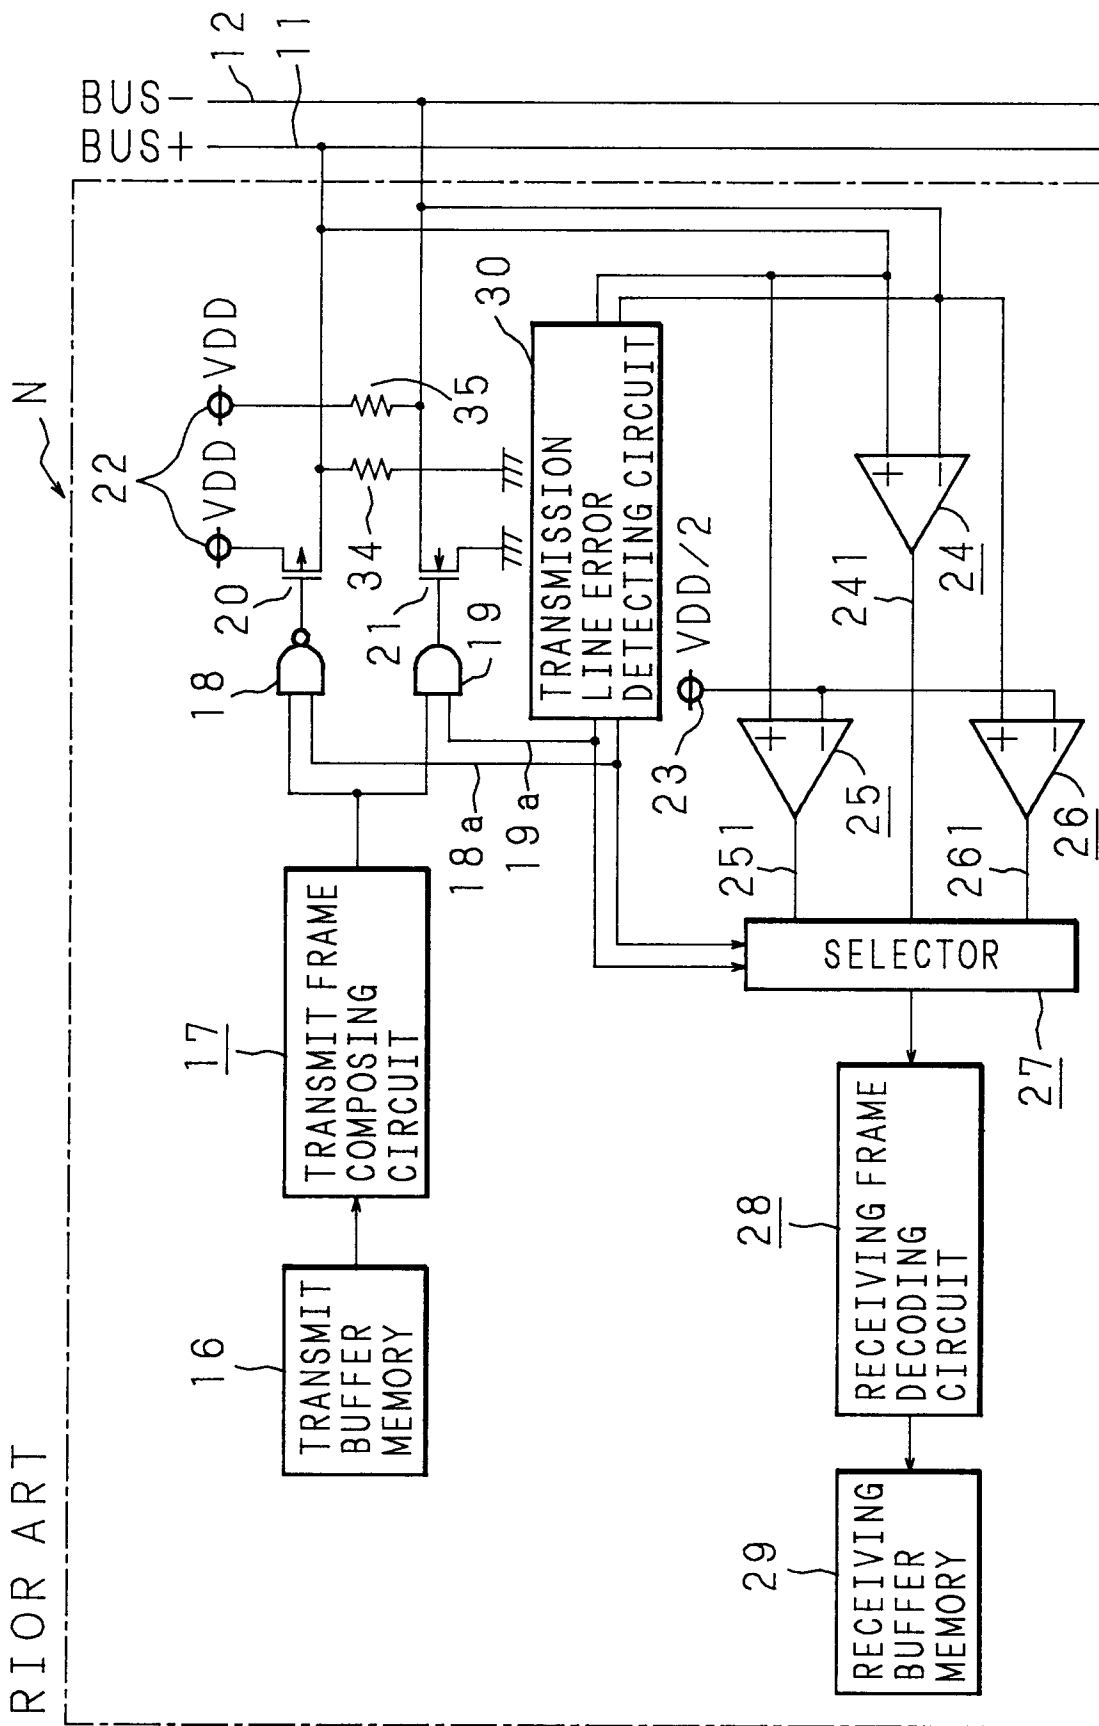 RIOR ART
N
BUS-
12
BUS+
11
22
VDD
VDD
20
18
21
19
34
35
16
TRANSMIT
BUFFER
MEMORY
17
TRANSMIT FRAME
COMPOSING
CIRCUIT
18a
19a
30
TRANSMISSION
LINE ERROR
DETECTING CIRCUIT
23
VDD/2
+
-
25
251
+
-
24
241
+
-
26
261
SELECTOR
27
28
RECEIVING FRAME
DECODING
CIRCUIT
29
RECEIVING
BUFFER
MEMORY